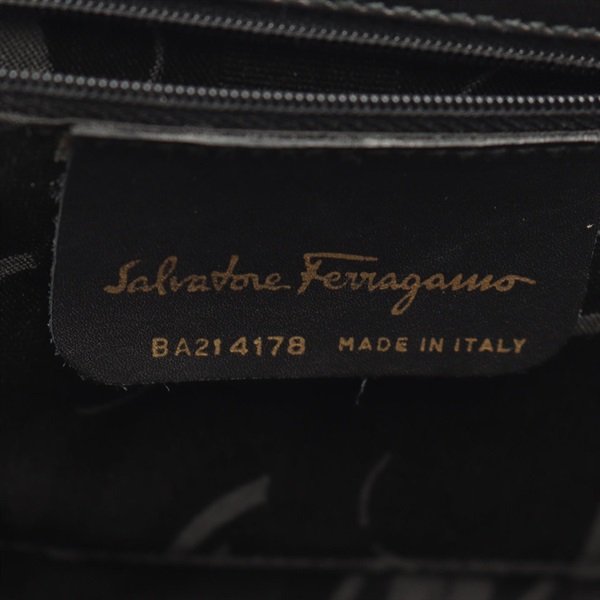 Salvatore Ferragamo
BA21 4178 MADE IN ITALY